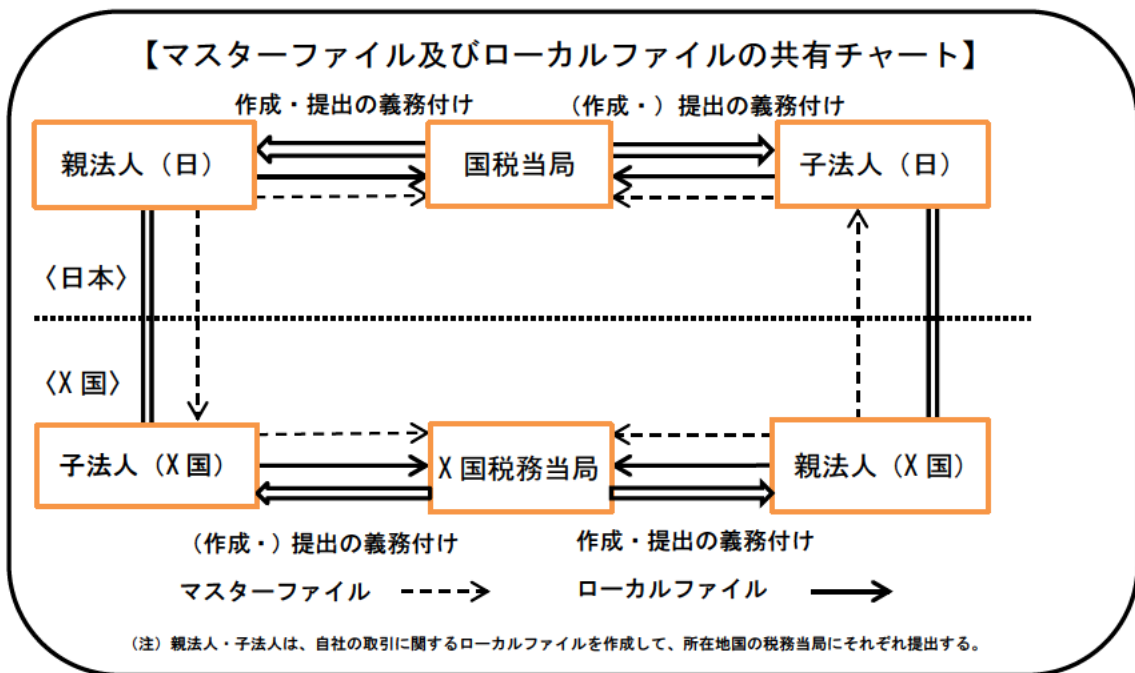 【マスターファイル及びローカルファイルの共有チャート】
作成・提出の義務付け
（作成・）提出の義務付け
親法人（日）
国税当局
子法人（日）
〈日本〉
〈X 国〉
子法人（X 国）
X 国税務当局
親法人（X 国）
（作成・）提出の義務付け
作成・提出の義務付け
マスターファイル
ローカルファイル
（注）親法人・子法人は、自社の取引に関するローカルファイルを作成して、所在地国の税務当局にそれぞれ提出する。